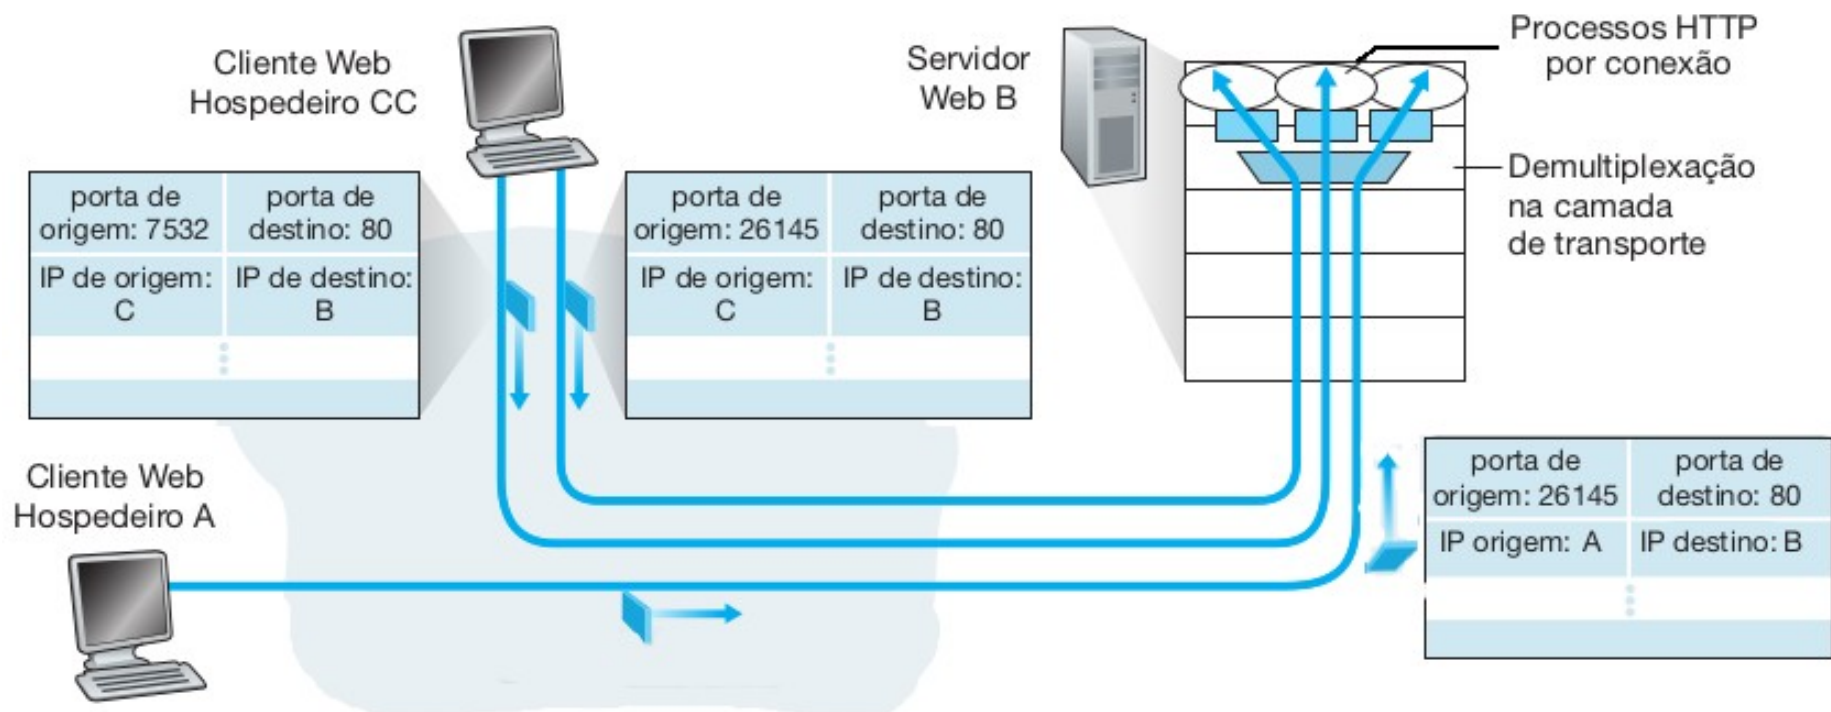 Cliente Web
Hospedeiro CC
Servidor
Web B
Processos HTTP
por conexão
Demultiplexação
na camada
de transporte
porta de
origem: 7532
porta de
destino: 80
IP de origem:
C
IP de destino:
B
porta de
origem: 26145
porta de
destino: 80
IP de origem:
C
IP de destino:
B
Cliente Web
Hospedeiro A
porta de
origem: 26145
porta de
destino: 80
IP origem: A
IP destino: B